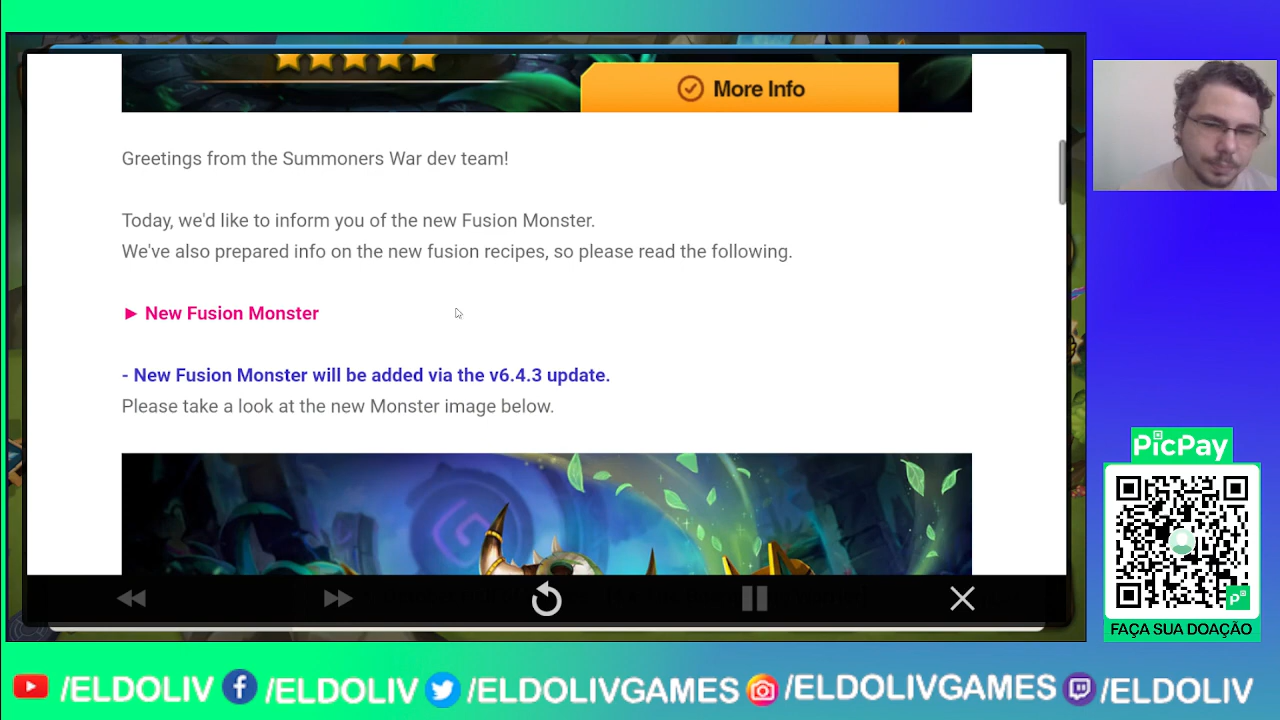 More Info
Greetings from the Summoners War dev team!
Today, we'd like to inform you of the new Fusion Monster.
We've also prepared info on the new fusion recipes, so please read the following.
► New Fusion Monster
- New Fusion Monster will be added via the v6.4.3 update.
Please take a look at the new Monster image below.
PicPay
FAÇA SUA DOAÇÃO
/ELDOLIV /ELDOLIV /ELDOLIVGAMES /ELDOLIVGAMES /ELDOLIV